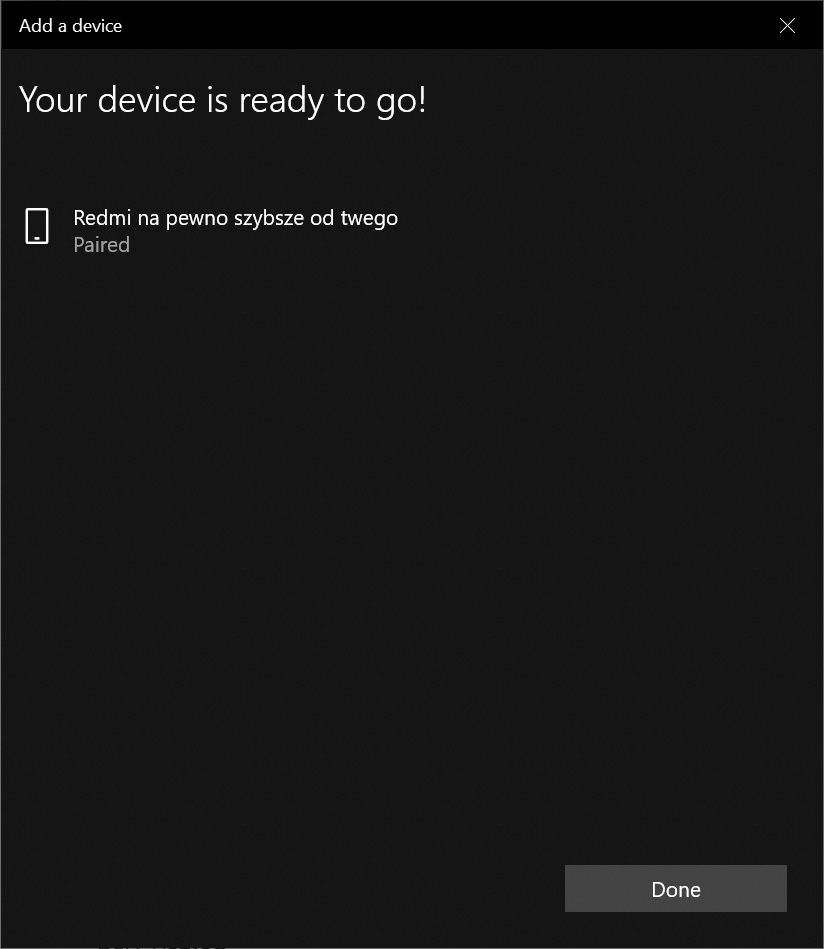 Add a device
Your device is ready to go!
Redmi na pewno szybsze od twego
Paired
Done